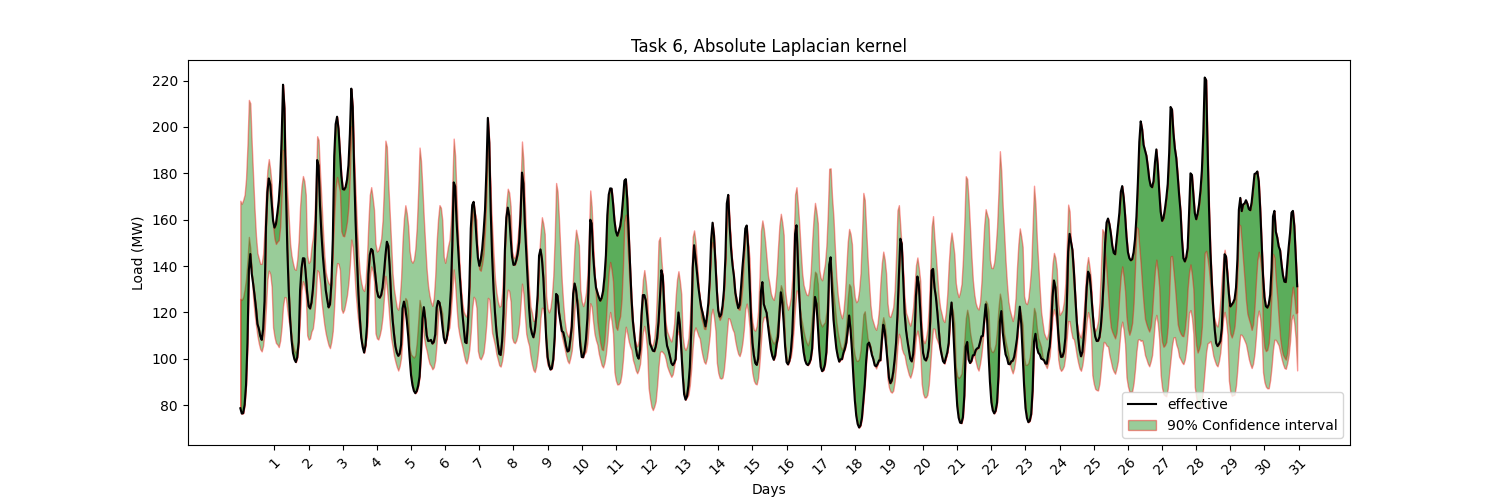 Task 6, Absolute Laplacian kernel
Load (MW)
220
200
180
160
140
120
100
80
effective
90% Confidence interval
1 2 3 4 5 6 7 8 9 10 11 12 13 14 15 16 17 18 19 20 21 22 23 24 25 26 27 28 29 30 31
Days